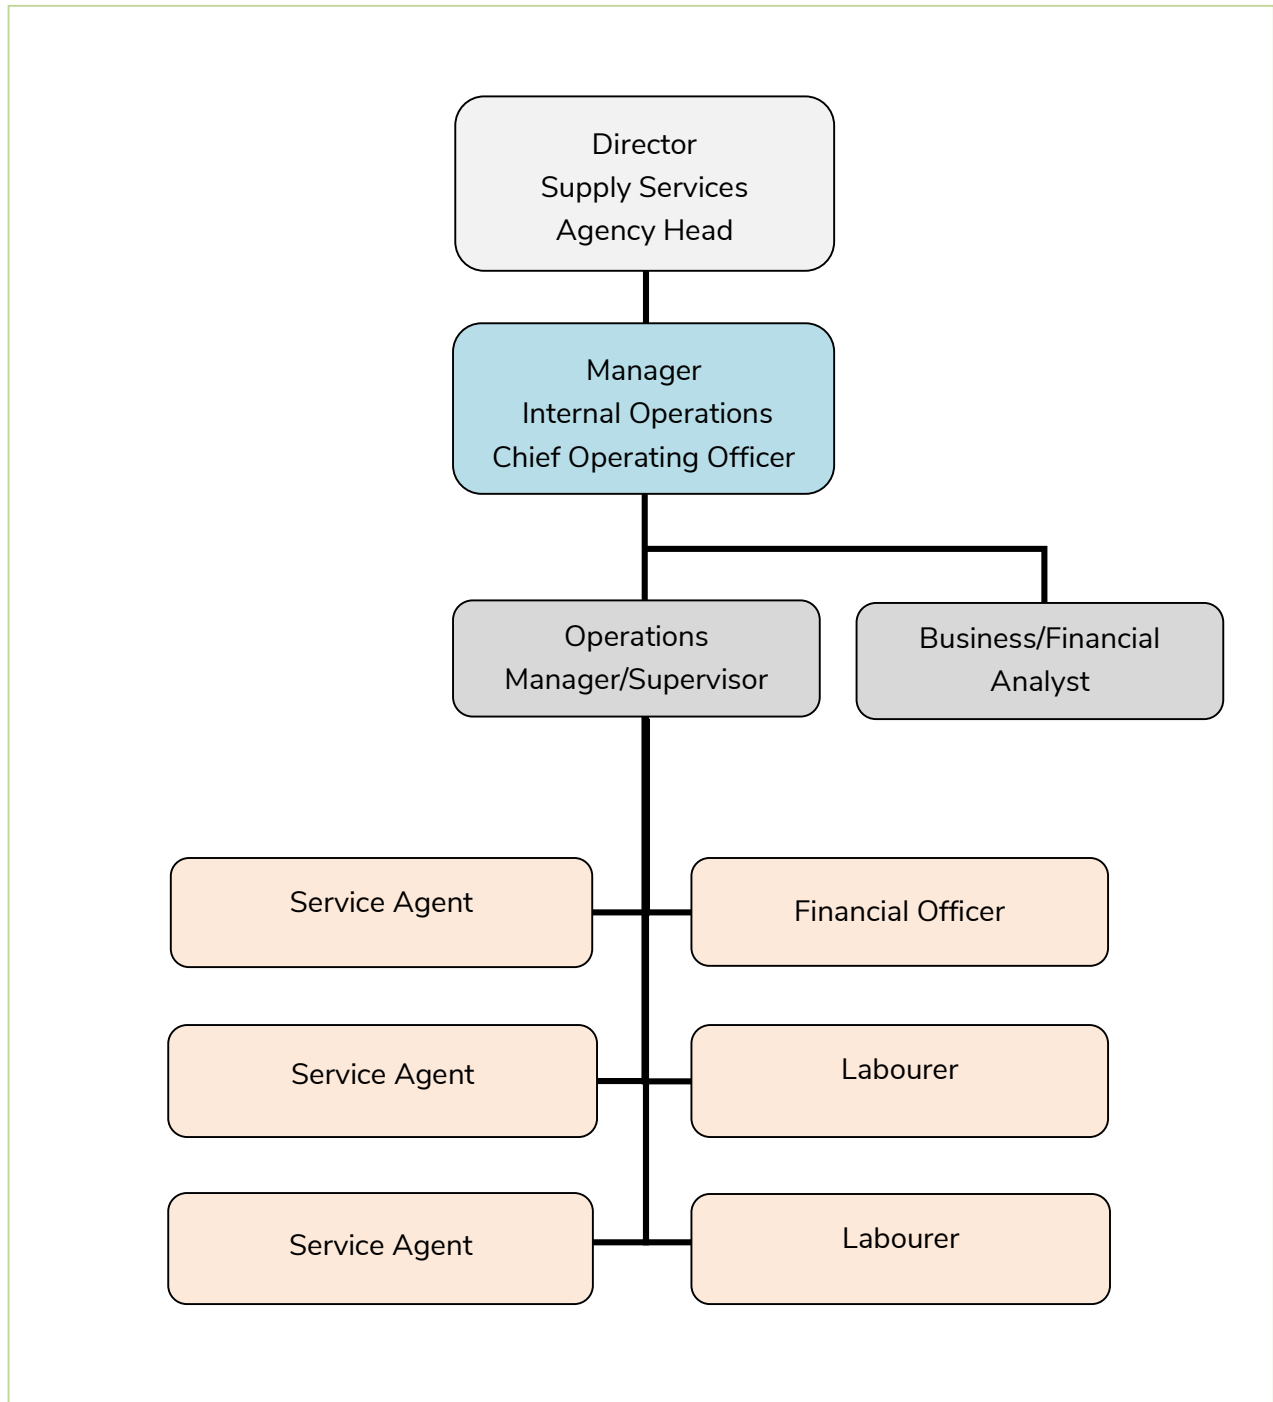 Director
Supply Services
Agency Head
Manager
Internal Operations
Chief Operating Officer
Operations
Manager/Supervisor
Business/Financial
Analyst
Service Agent
Financial Officer
Service Agent
Labourer
Service Agent
Labourer